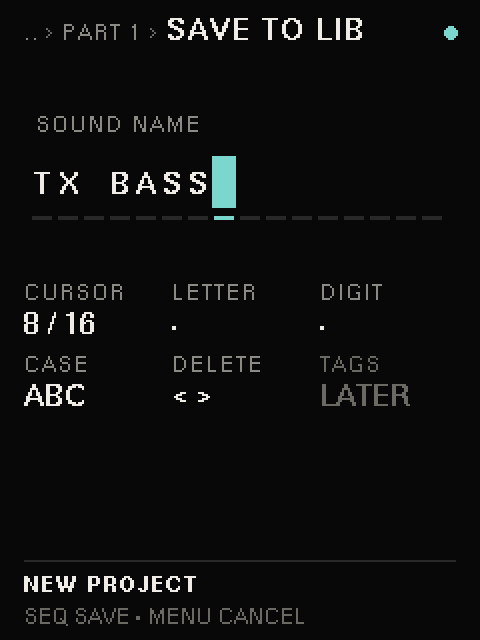 .. › PART 1 › SAVE TO LIB
SOUND NAME
TX BASS
CURSOR LETTER DIGIT
8 / 16 . .
CASE DELETE TAGS
ABC < > LATER
NEW PROJECT
SEQ SAVE · MENU CANCEL